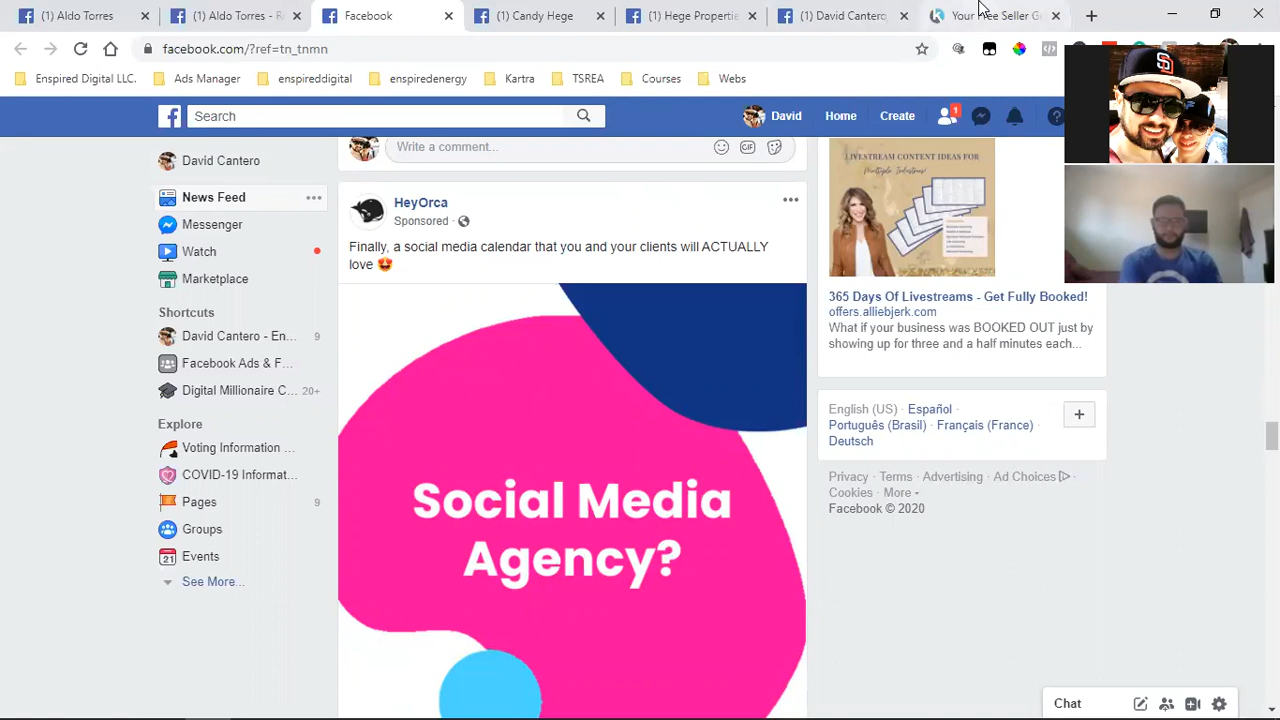 (1) Aldo Torres
(1) Aldo Torres - R
Facebook
(1) Candy Hege
(1) Hege Propertie
(1) David Cantero
Your Free Seller G
facebook.com/?ref=tn_tnmn
Enspired Digital LLC.
Ads Manager
enspireddigital
enspiredenergy
Kartra
TSREA
Courses
Webs
Search
David
Home
Create
1
David Cantero
News Feed
Messenger
Watch
Marketplace
Shortcuts
David Cantero - En... 9
Facebook Ads & F...
Digital Millionaire C... 20+
Explore
Voting Information ...
COVID-19 Informat...
Pages 9
Groups
Events
See More...
Write a comment...
GIF
HeyOrca
Sponsored ·
Finally, a social media calendar that you and your clients will ACTUALLY
love
Social Media
Agency?
LIVESTREAM CONTENT IDEAS FOR
Multiple Industries!
365 Days Of Livestreams - Get Fully Booked!
offers.alliebjerk.com
What if your business was BOOKED OUT just by
showing up for three and a half minutes each...
English (US) · Español ·
Português (Brasil) · Français (France) ·
Deutsch
Privacy · Terms · Advertising · Ad Choices ·
Cookies · More
Facebook © 2020
Chat